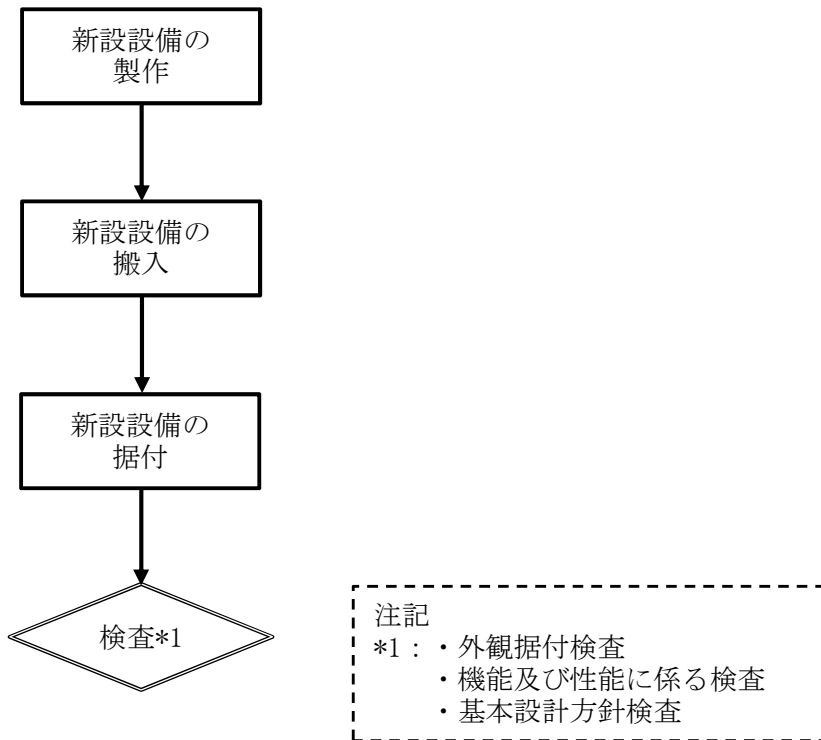 新設設備の
製作
新設設備の
搬入
新設設備の
据付
検査*1
注記
*1：・外観据付検査
・機能及び性能に係る検査
・基本設計方針検査